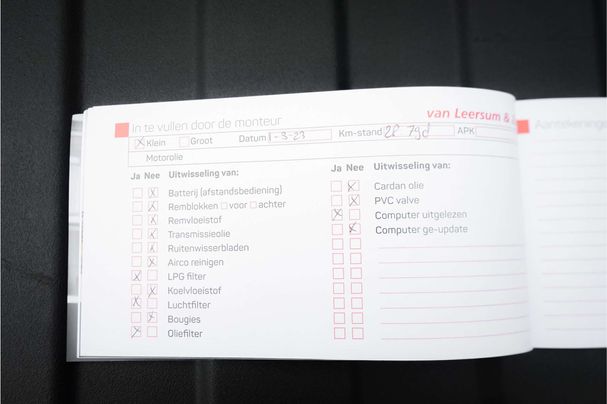 In te vullen door de monteur
van Leersum &
Aantekeningen
Klein Groot Datum 1-3-23 Km-stand APK
Motorolie
Ja Nee Uitwisseling van:
Batterij (afstandsbediening)
Remblokken voor achter
Remvloeistof
Transmissieolie
Ruitenwisserbladen
Airco reinigen
LPG filter
Koelvloeistof
Luchtfilter
Bougies
Oliefilter
Ja Nee Uitwisseling van:
Cardan olie
PVC valve
Computer uitgelezen
Computer ge-update